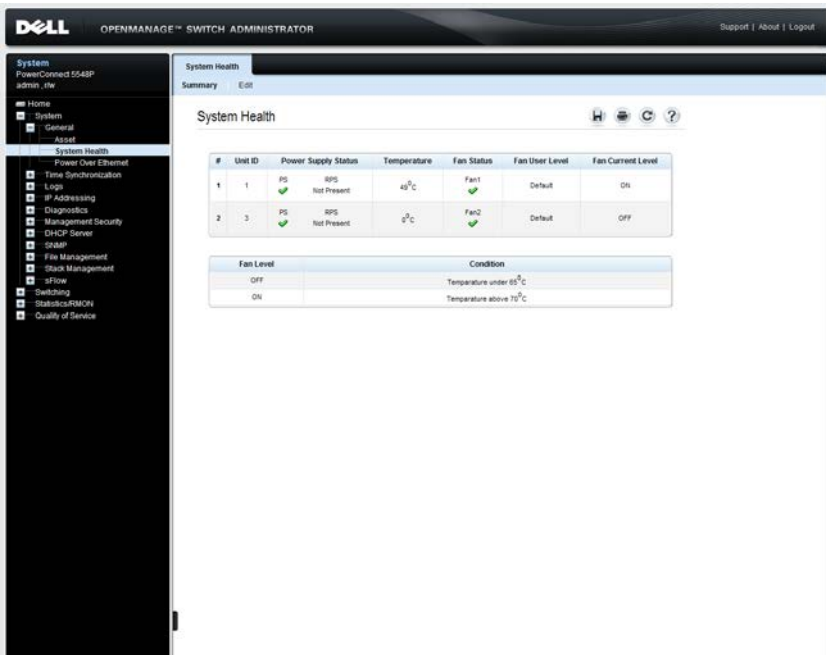 DELL OPENMANAGE™ SWITCH ADMINISTRATOR
Support | About | Logout
System
PowerConnect 5548P
admin , r/w
Home
System
General
Asset
System Health
Power Over Ethernet
Time Synchronization
Logs
IP Addressing
Diagnostics
Management Security
DHCP Server
SNMP
File Management
Stack Management
sFlow
Switching
Statistics/RMON
Quality of Service
System Health
Summary Edit
System Health
# Unit ID Power Supply Status Temperature Fan Status Fan User Level Fan Current Level
1 1 PS RPS Not Present 49⁰C Fan1 Default ON
2 3 PS RPS Not Present 0⁰C Fan2 Default OFF
Fan Level Condition
OFF Temparature under 65⁰C
ON Temparature above 70⁰C